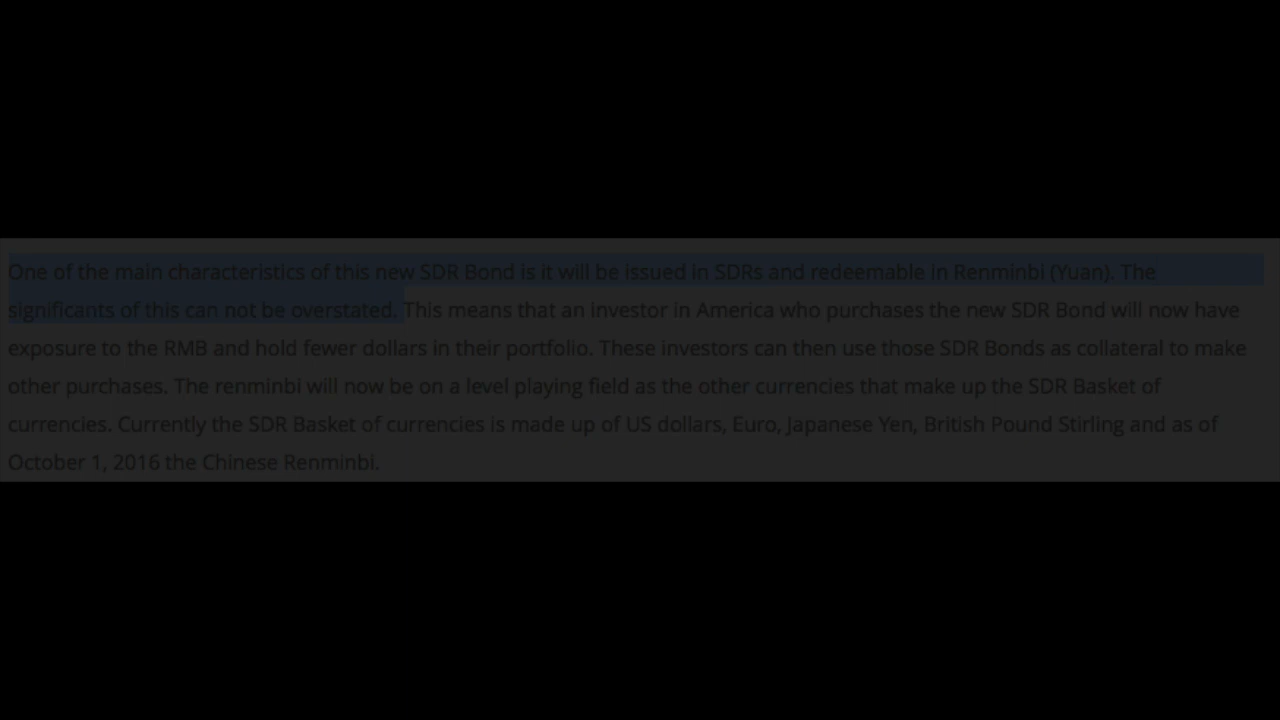 One of the main characteristics of this new SDR Bond is it will be issued in SDRs and redeemable in Renminbi (Yuan). The
significants of this can not be overstated. This means that an investor in America who purchases the new SDR Bond will now have
exposure to the RMB and hold fewer dollars in their portfolio. These investors can then use those SDR Bonds as collateral to make
other purchases. The renminbi will now be on a level playing field as the other currencies that make up the SDR Basket of
currencies. Currently the SDR Basket of currencies is made up of US dollars, Euro, Japanese Yen, British Pound Stirling and as of
October 1, 2016 the Chinese Renminbi.